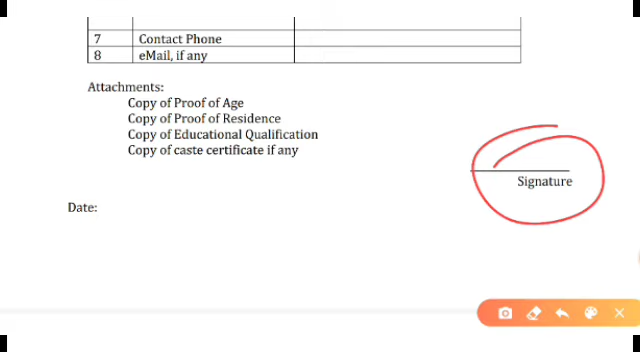 7 Contact Phone
8 eMail, if any
Attachments:
Copy of Proof of Age
Copy of Proof of Residence
Copy of Educational Qualification
Copy of caste certificate if any
Signature
Date: